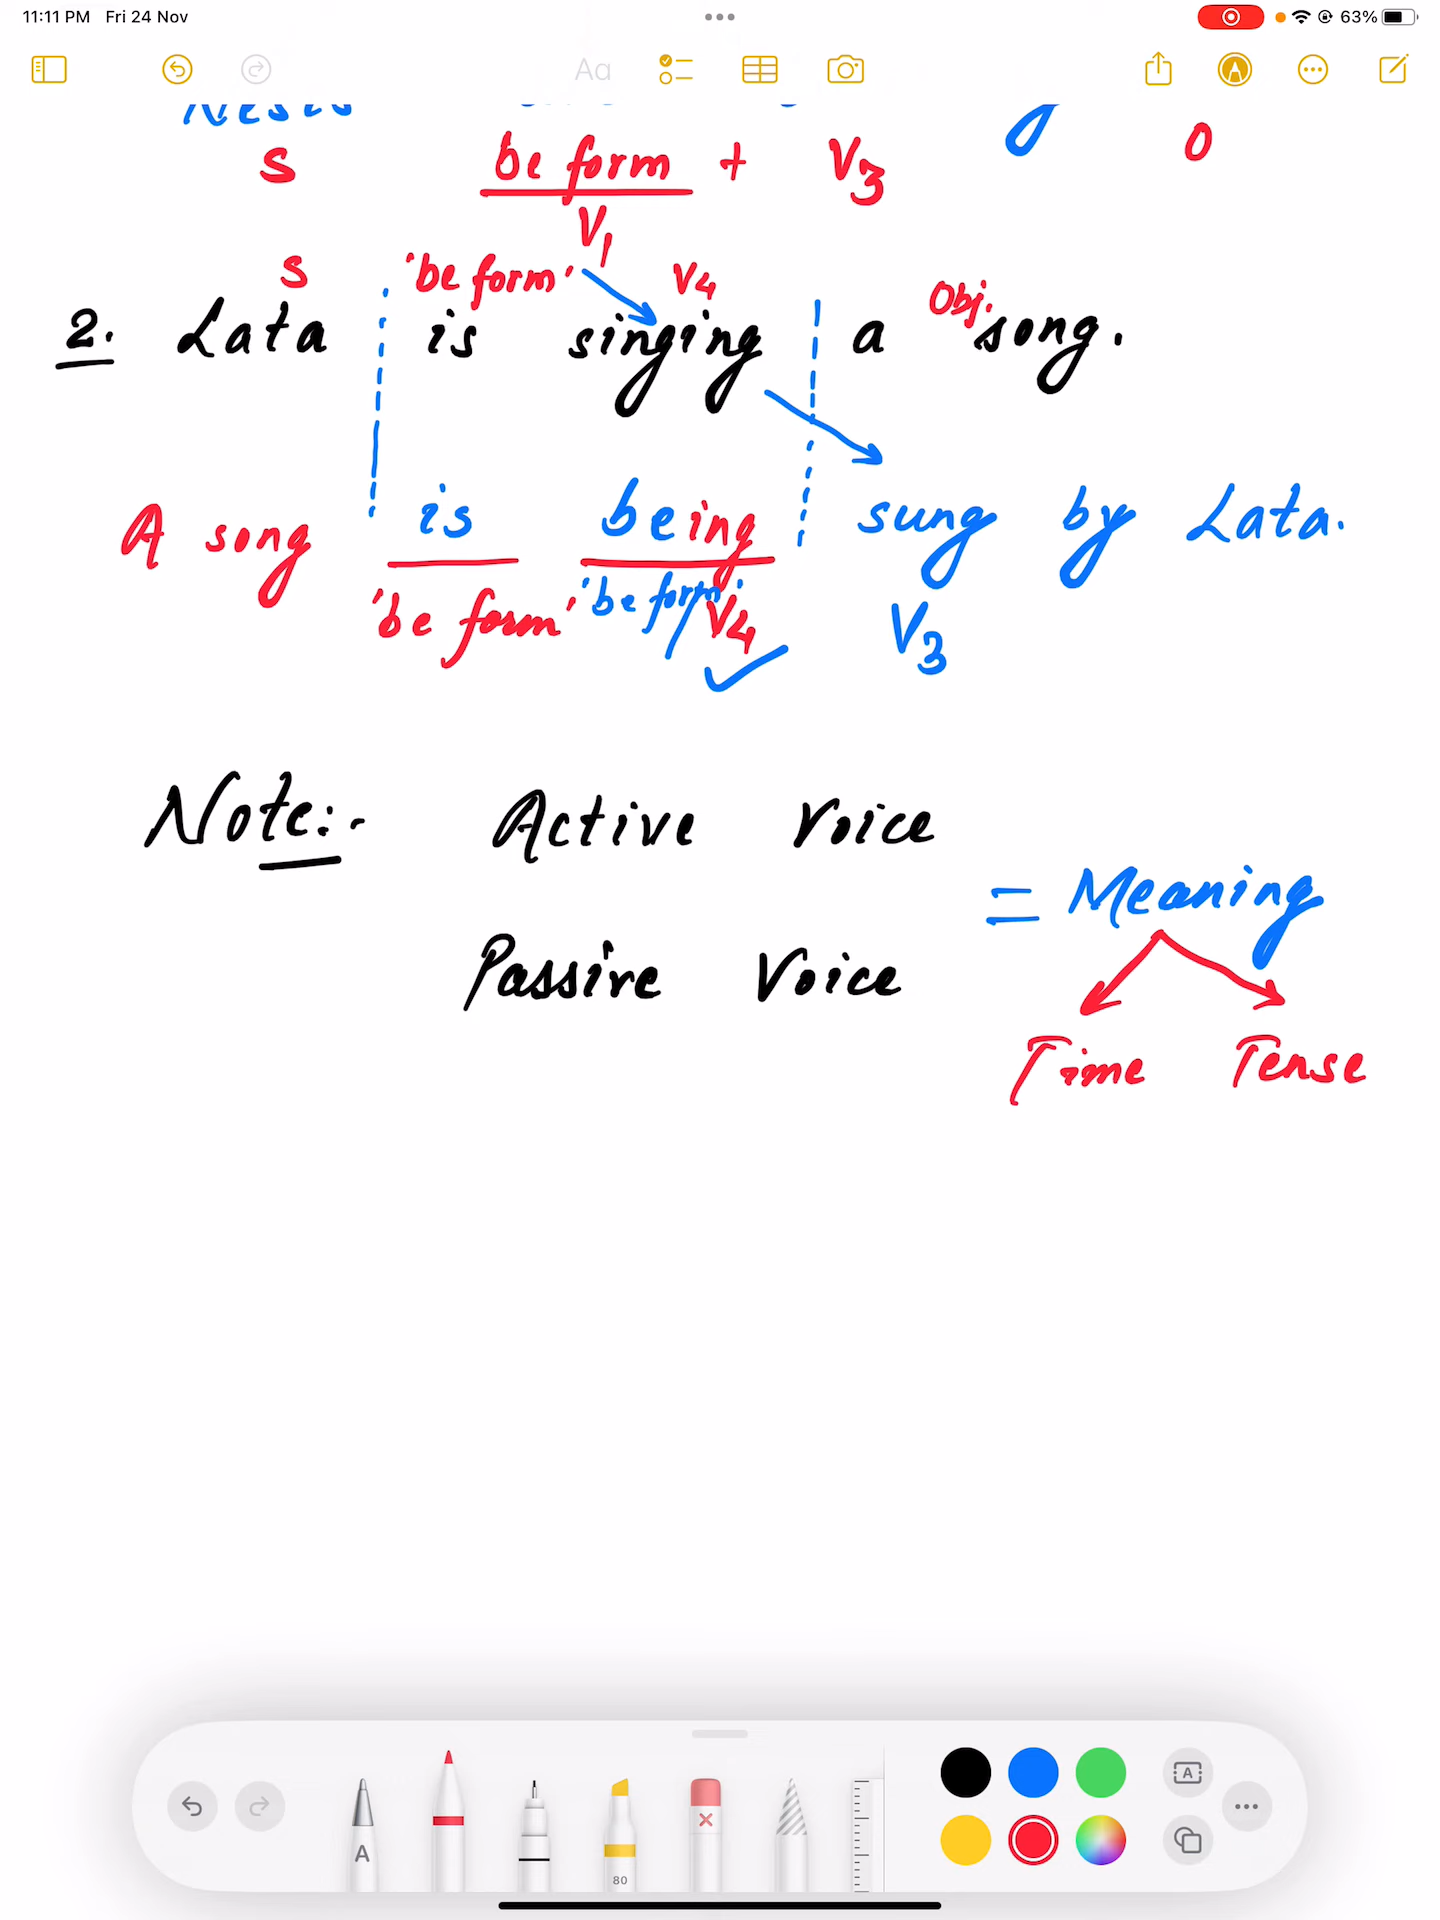 11:11 PM Fri 24 Nov 63%
Aa
Nests
S be form + V3 O
V1
S 'be form' V4 Obj.
2. Lata is singing a song.
A song is being sung by Lata.
'be form' 'be form' V4 V3
Note:- Active Voice
= Meaning
Passive Voice
Time Tense
A 80 A